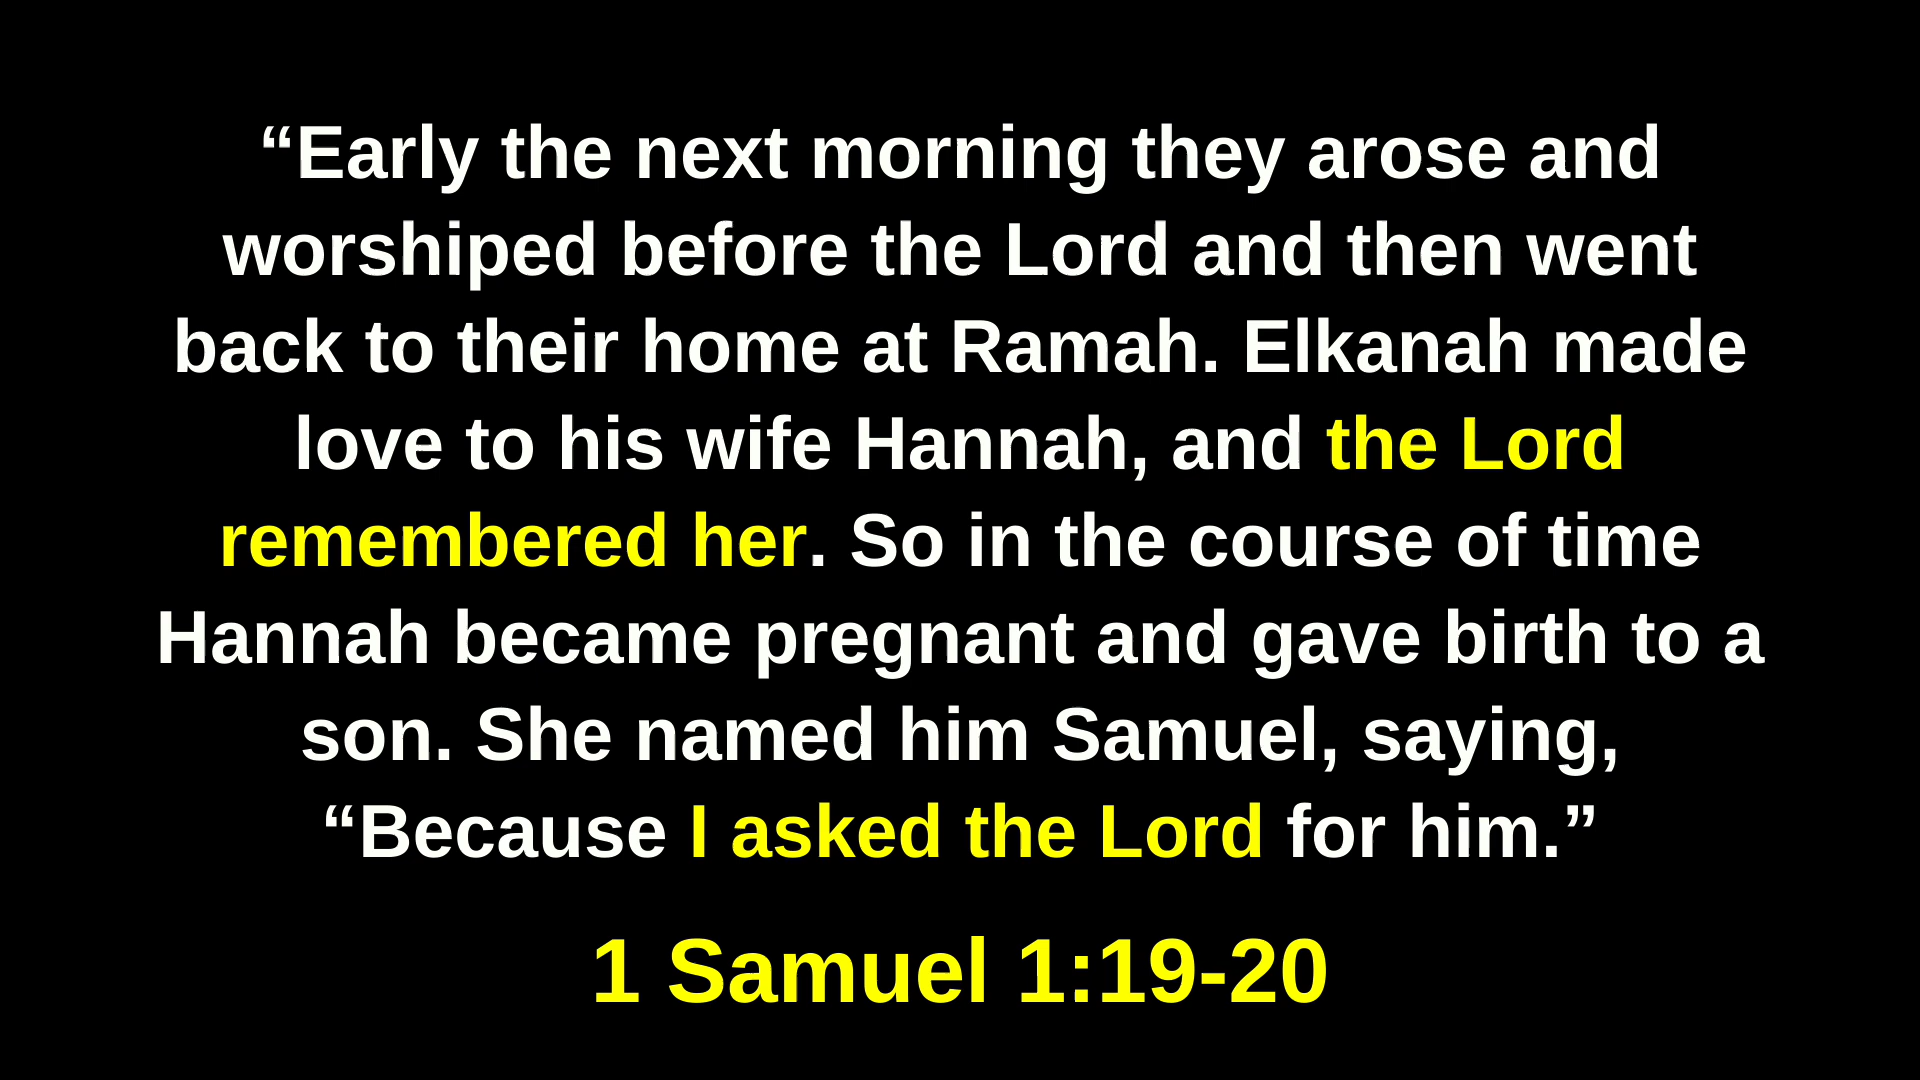 “Early the next morning they arose and
worshiped before the Lord and then went
back to their home at Ramah. Elkanah made
love to his wife Hannah, and the Lord
remembered her. So in the course of time
Hannah became pregnant and gave birth to a
son. She named him Samuel, saying,
“Because I asked the Lord for him.”
1 Samuel 1:19-20